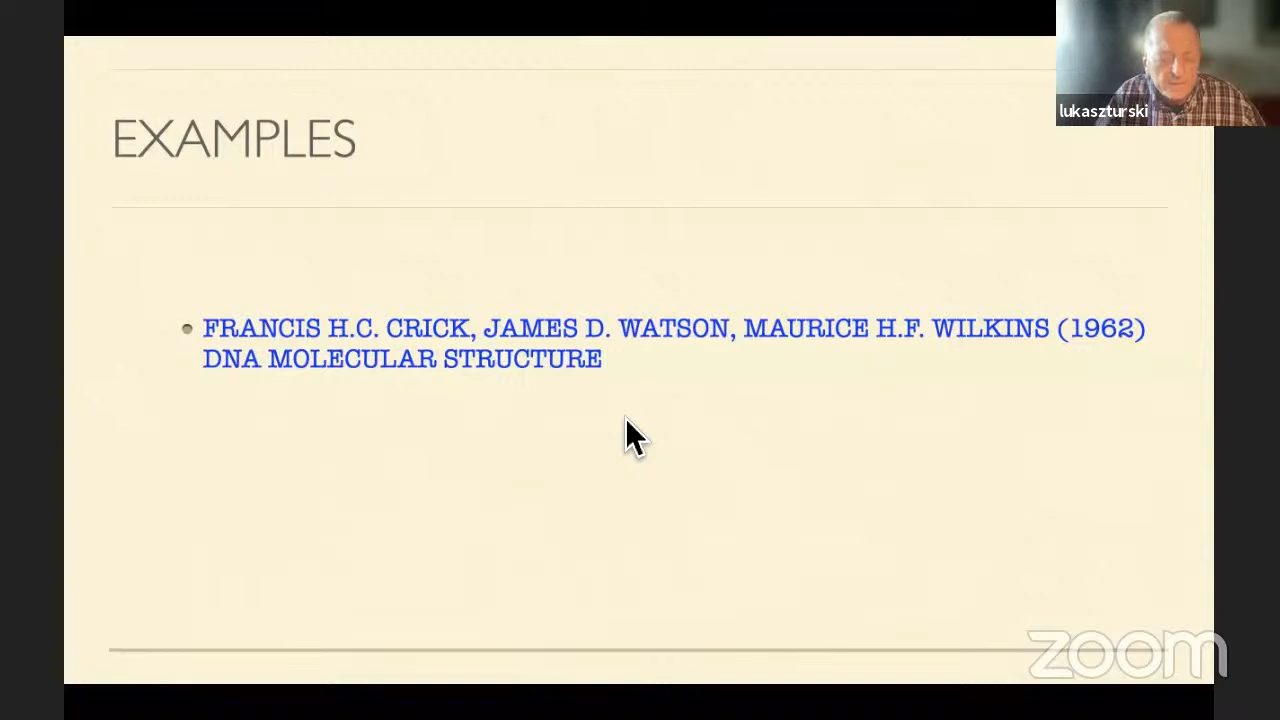 lukaszturski
EXAMPLES
• FRANCIS H.C. CRICK, JAMES D. WATSON, MAURICE H.F. WILKINS (1962)
DNA MOLECULAR STRUCTURE
zoom